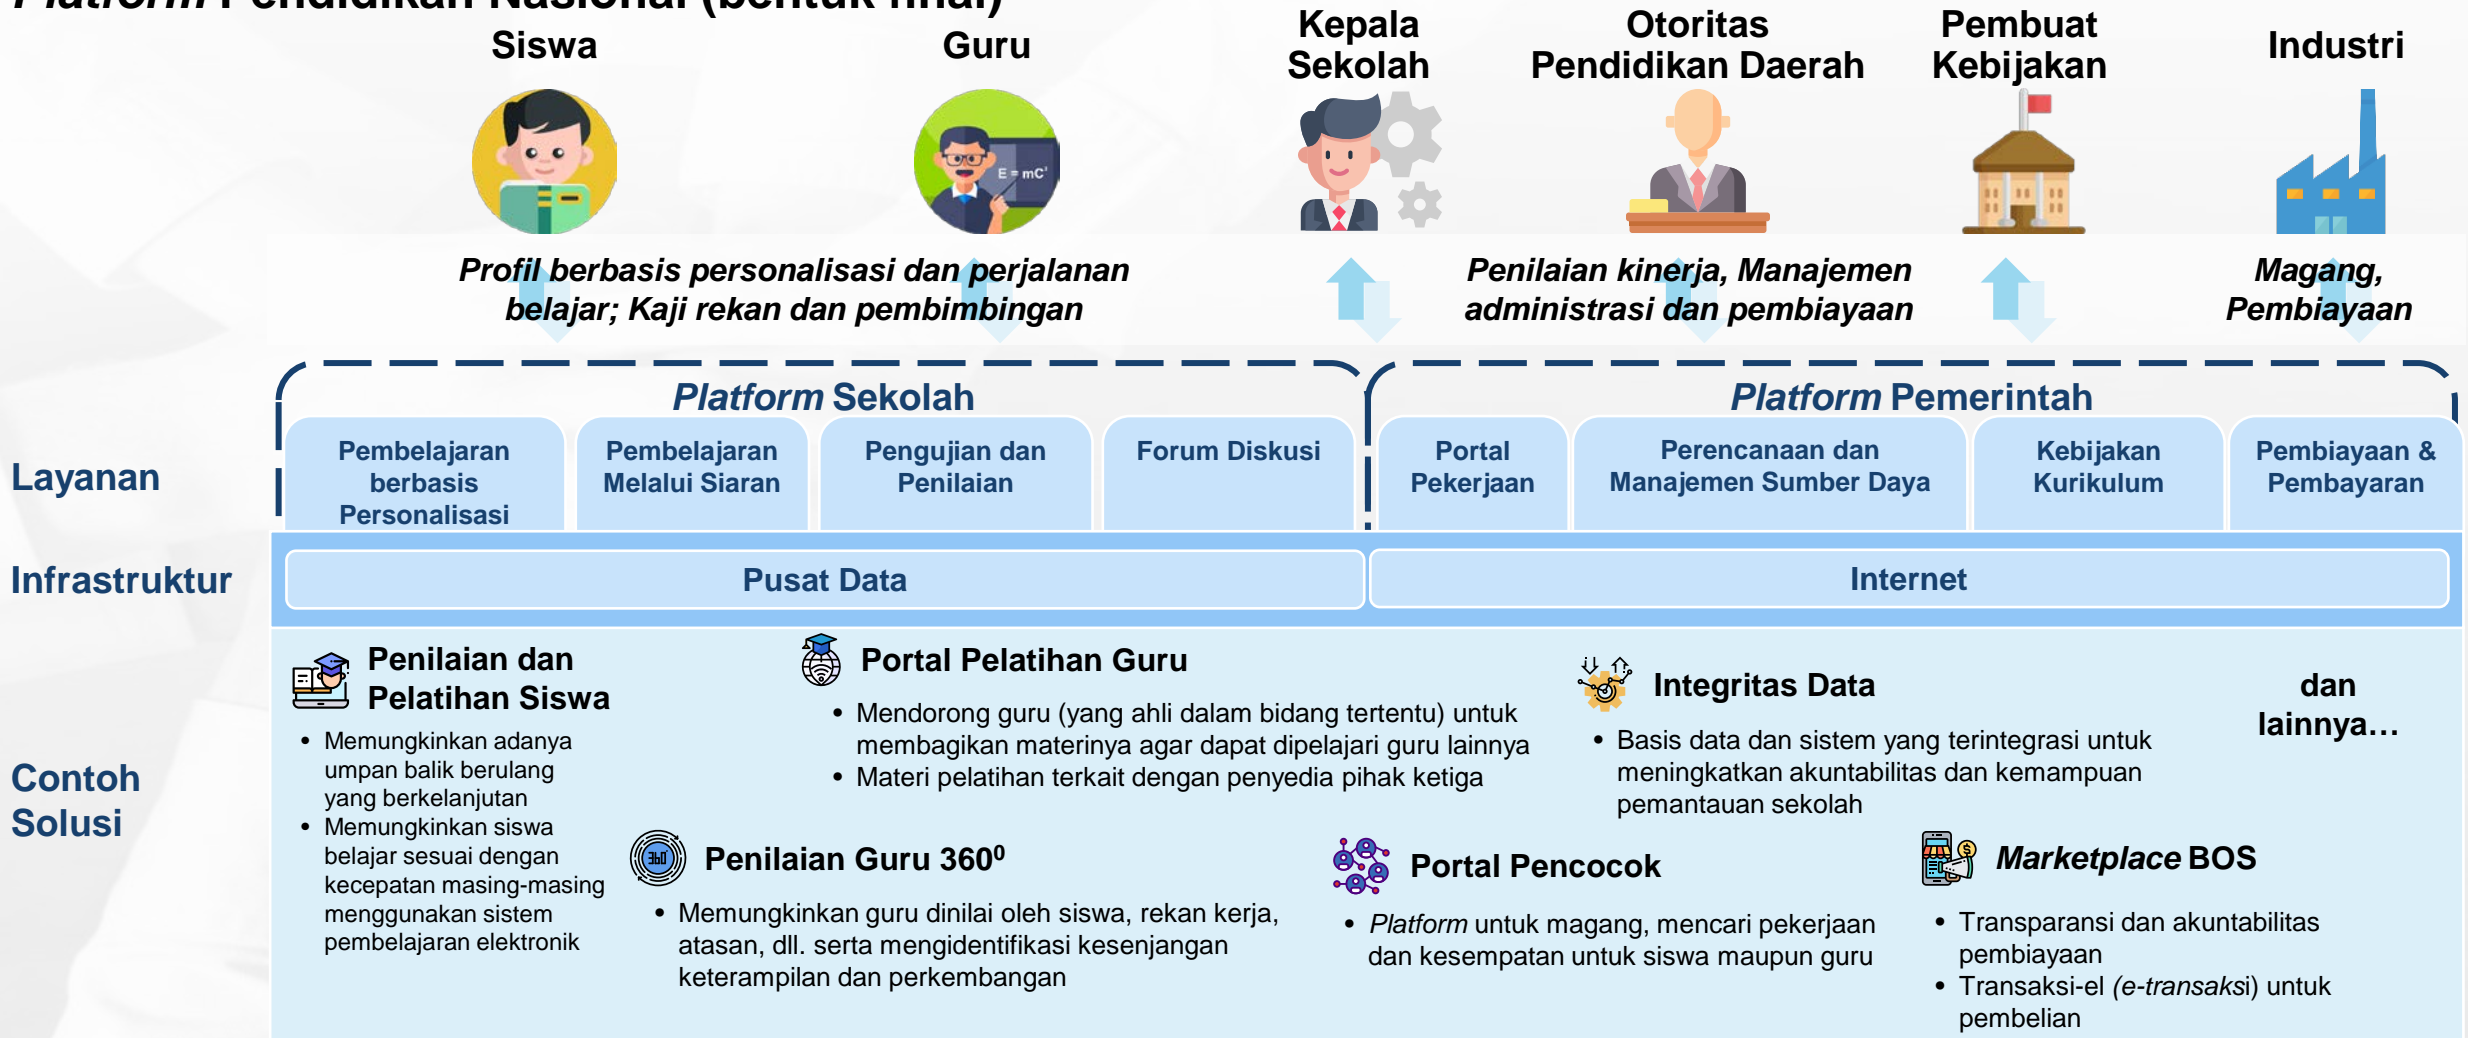 Platform Pendidikan Nasional (bentuk final)
Siswa
Guru
Kepala
Sekolah
Otoritas
Pendidikan Daerah
Pembuat
Kebijakan
Industri
E = mC²
Profil berbasis personalisasi dan perjalanan
belajar; Kaji rekan dan pembimbingan
Penilaian kinerja, Manajemen
administrasi dan pembiayaan
Magang,
Pembiayaan
Platform Sekolah
Platform Pemerintah
Layanan
Pembelajaran
berbasis
Personalisasi
Pembelajaran
Melalui Siaran
Pengujian dan
Penilaian
Forum Diskusi
Portal
Pekerjaan
Perencanaan dan
Manajemen Sumber Daya
Kebijakan
Kurikulum
Pembiayaan &
Pembayaran
Infrastruktur
Pusat Data
Internet
Contoh
Solusi
Penilaian dan
Pelatihan Siswa
• Memungkinkan adanya
umpan balik berulang
yang berkelanjutan
• Memungkinkan siswa
belajar sesuai dengan
kecepatan masing-masing
menggunakan sistem
pembelajaran elektronik
Portal Pelatihan Guru
• Mendorong guru (yang ahli dalam bidang tertentu) untuk
membagikan materinya agar dapat dipelajari guru lainnya
• Materi pelatihan terkait dengan penyedia pihak ketiga
Integritas Data
• Basis data dan sistem yang terintegrasi untuk
meningkatkan akuntabilitas dan kemampuan
pemantauan sekolah
dan
lainnya…
360°
Penilaian Guru 360⁰
• Memungkinkan guru dinilai oleh siswa, rekan kerja,
atasan, dll. serta mengidentifikasi kesenjangan
keterampilan dan perkembangan
Portal Pencocok
• Platform untuk magang, mencari pekerjaan
dan kesempatan untuk siswa maupun guru
Marketplace BOS
• Transparansi dan akuntabilitas
pembiayaan
• Transaksi-el (e-transaksi) untuk
pembelian